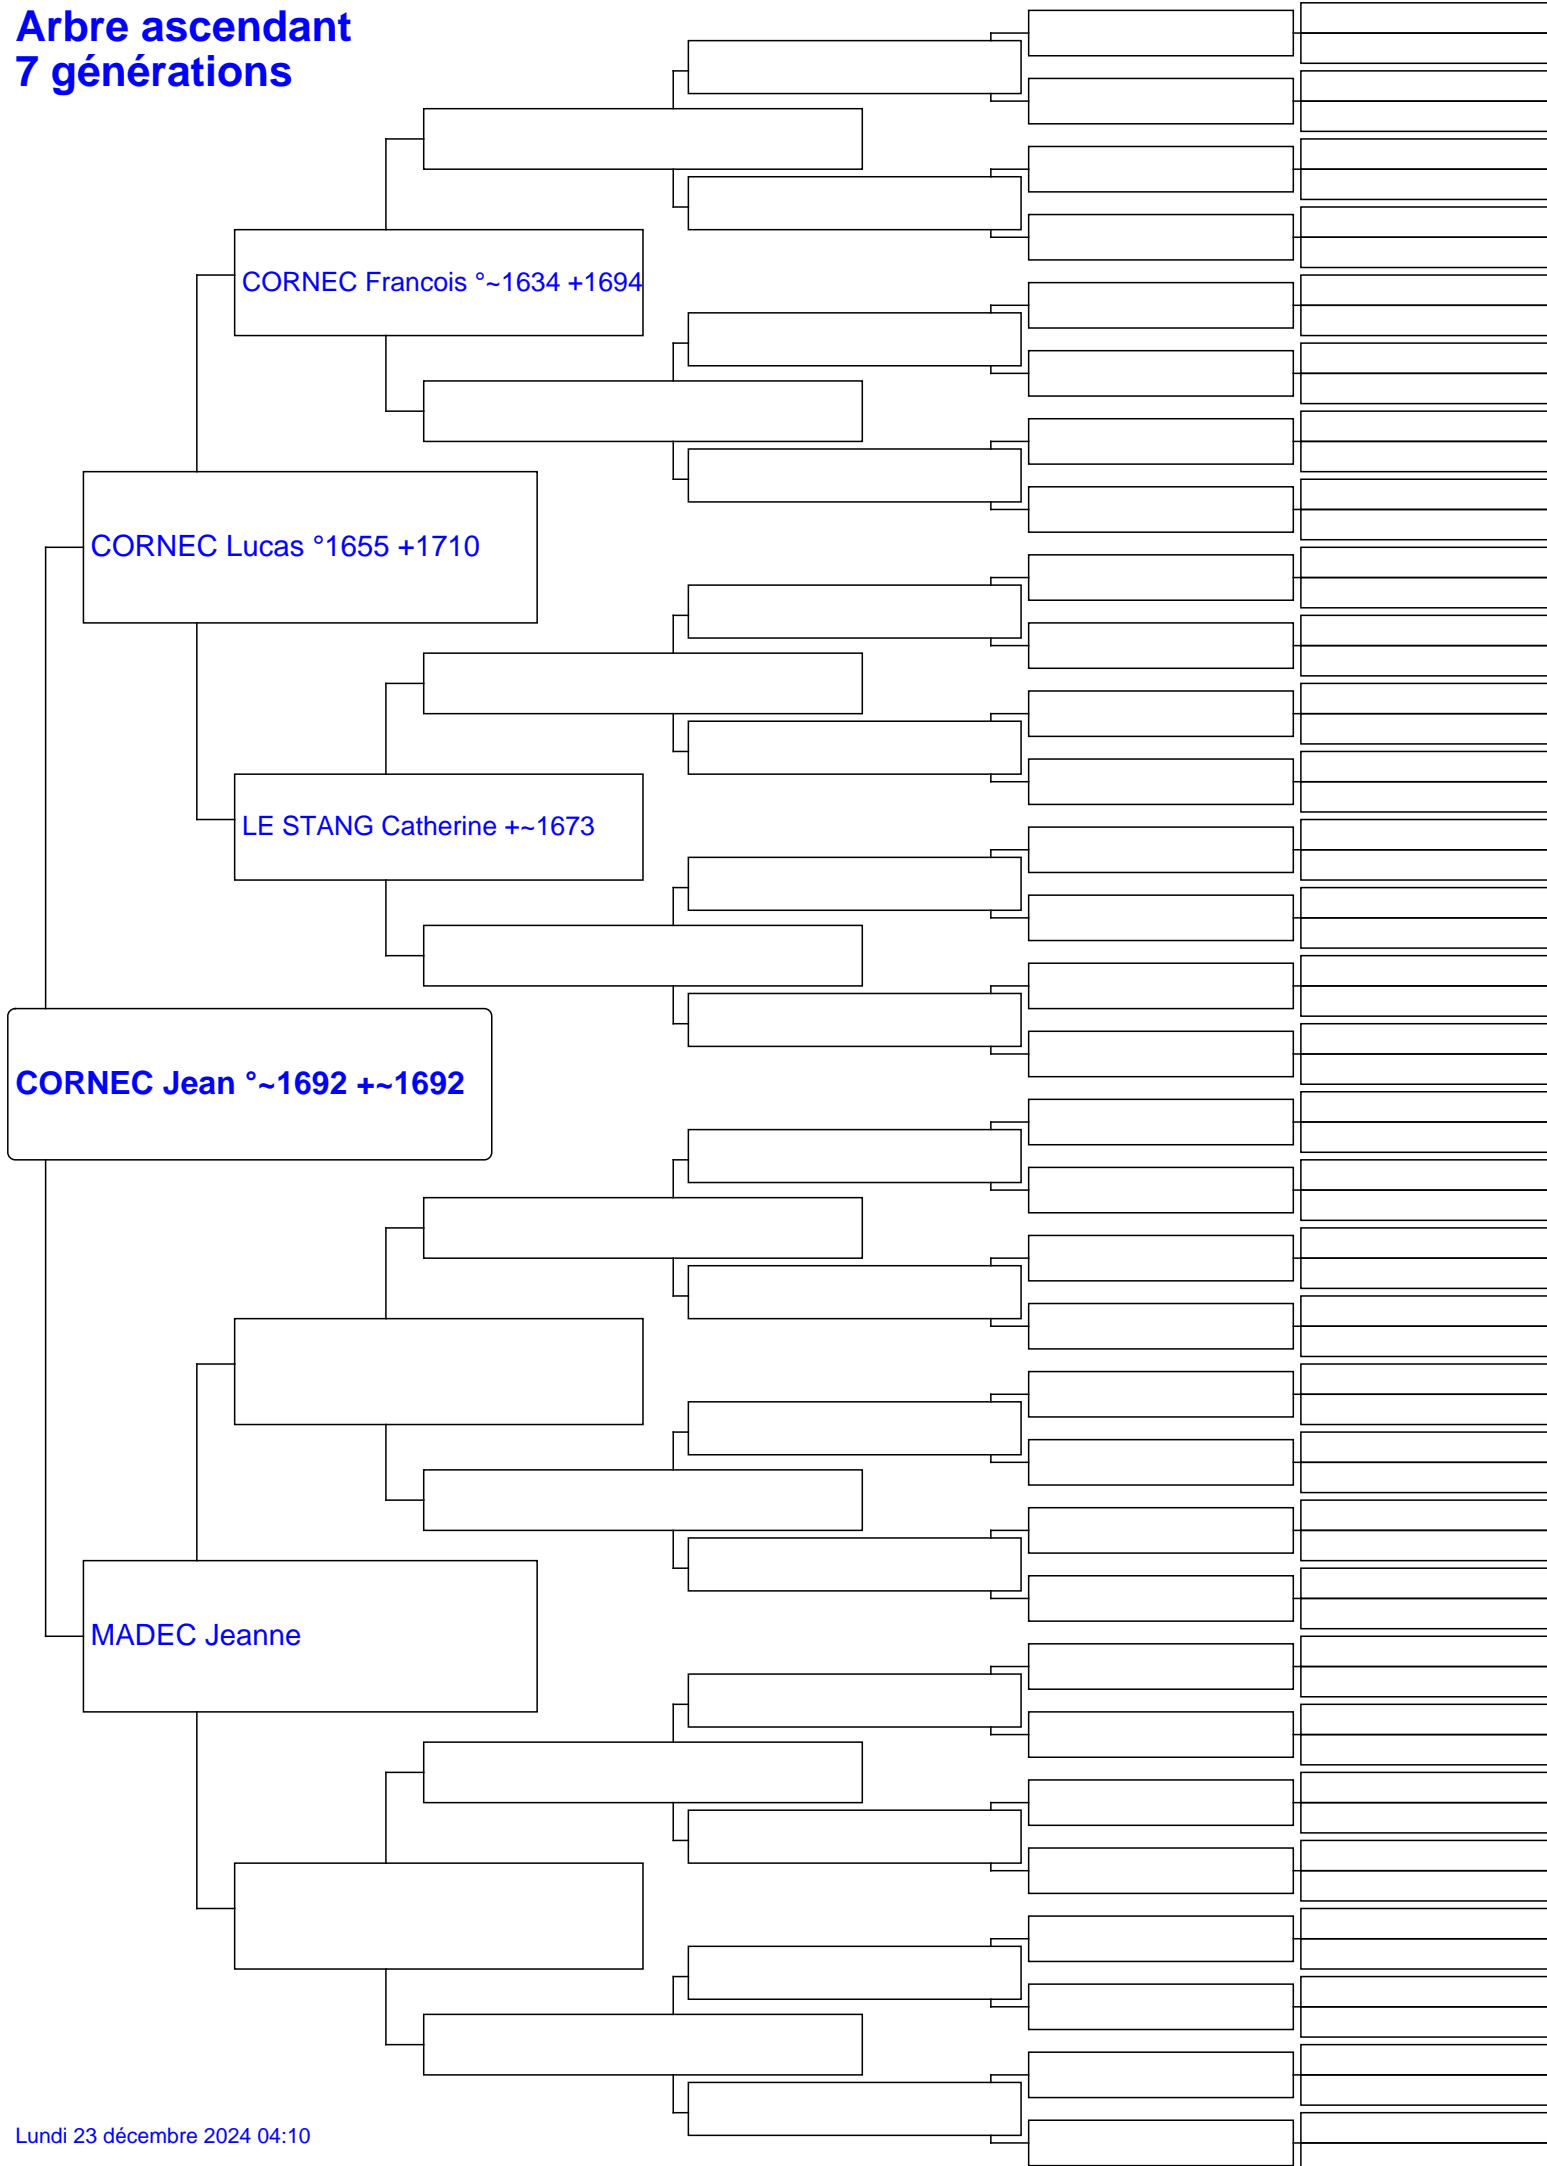 Arbre ascendant
7 générations
CORNEC Francois °~1634 +1694
CORNEC Lucas °1655 +1710
LE STANG Catherine +~1673
CORNEC Jean °~1692 +~1692
MADEC Jeanne
Lundi 23 décembre 2024 04:10